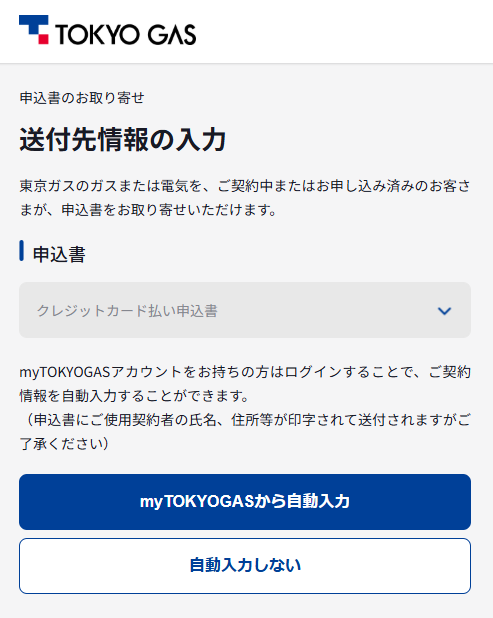 TOKYO GAS
申込書のお取り寄せ
送付先情報の入力
東京ガスのガスまたは電気を、ご契約中またはお申し込み済みのお客さ
まが、申込書をお取り寄せいただけます。
申込書
クレジットカード払い申込書
myTOKYOGASアカウントをお持ちの方はログインすることで、ご契約
情報を自動入力することができます。
（申込書にご使用契約者の氏名、住所等が印字されて送付されますがご
了承ください）
myTOKYOGASから自動入力
自動入力しない